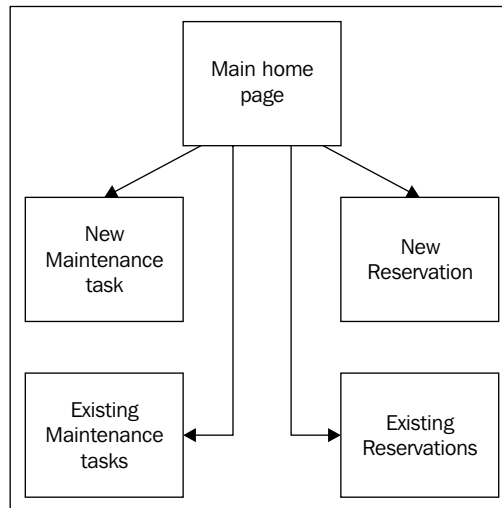 Main home
page
New
Maintenance
task
New
Reservation
Existing
Maintenance
tasks
Existing
Reservations